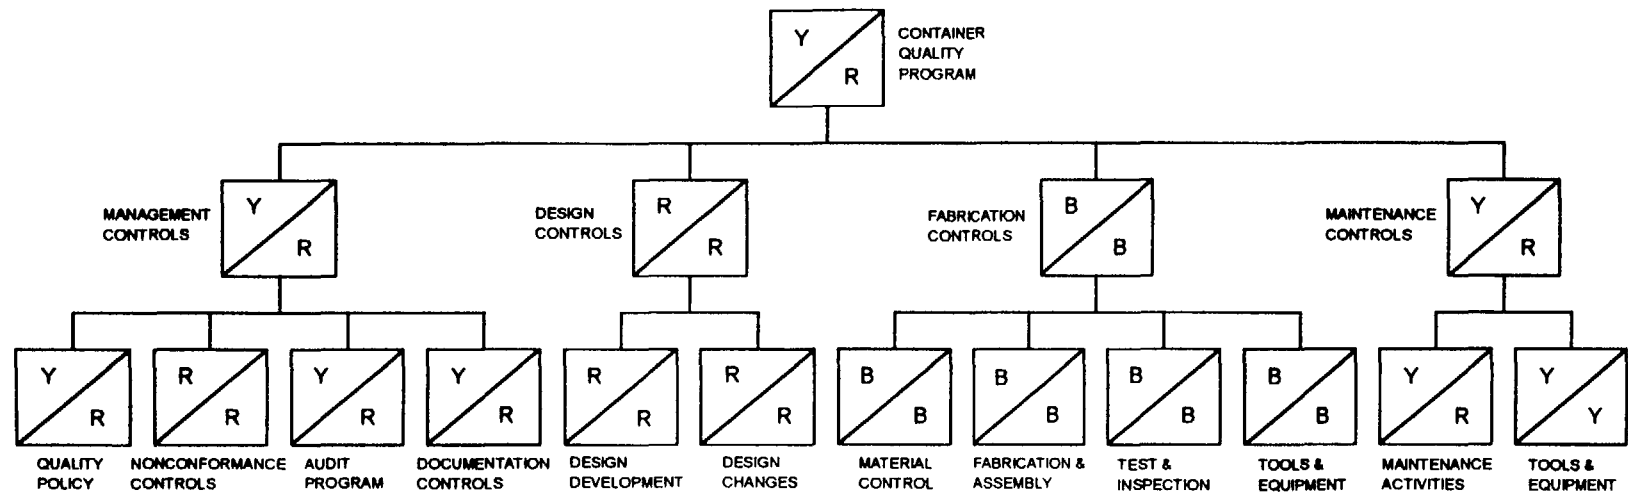 Y
R
CONTAINER
QUALITY
PROGRAM
MANAGEMENT
CONTROLS
Y
R
DESIGN
CONTROLS
R
R
FABRICATION
CONTROLS
B
B
MAINTENANCE
CONTROLS
Y
R
Y
R
QUALITY
POLICY
R
R
NONCONFORMANCE
CONTROLS
Y
R
AUDIT
PROGRAM
Y
R
DOCUMENTATION
CONTROLS
R
R
DESIGN
DEVELOPMENT
R
R
DESIGN
CHANGES
B
B
MATERIAL
CONTROL
B
B
FABRICATION &
ASSEMBLY
B
B
TEST &
INSPECTION
B
B
TOOLS &
EQUIPMENT
Y
R
MAINTENANCE
ACTIVITIES
Y
Y
TOOLS &
EQUIPMENT